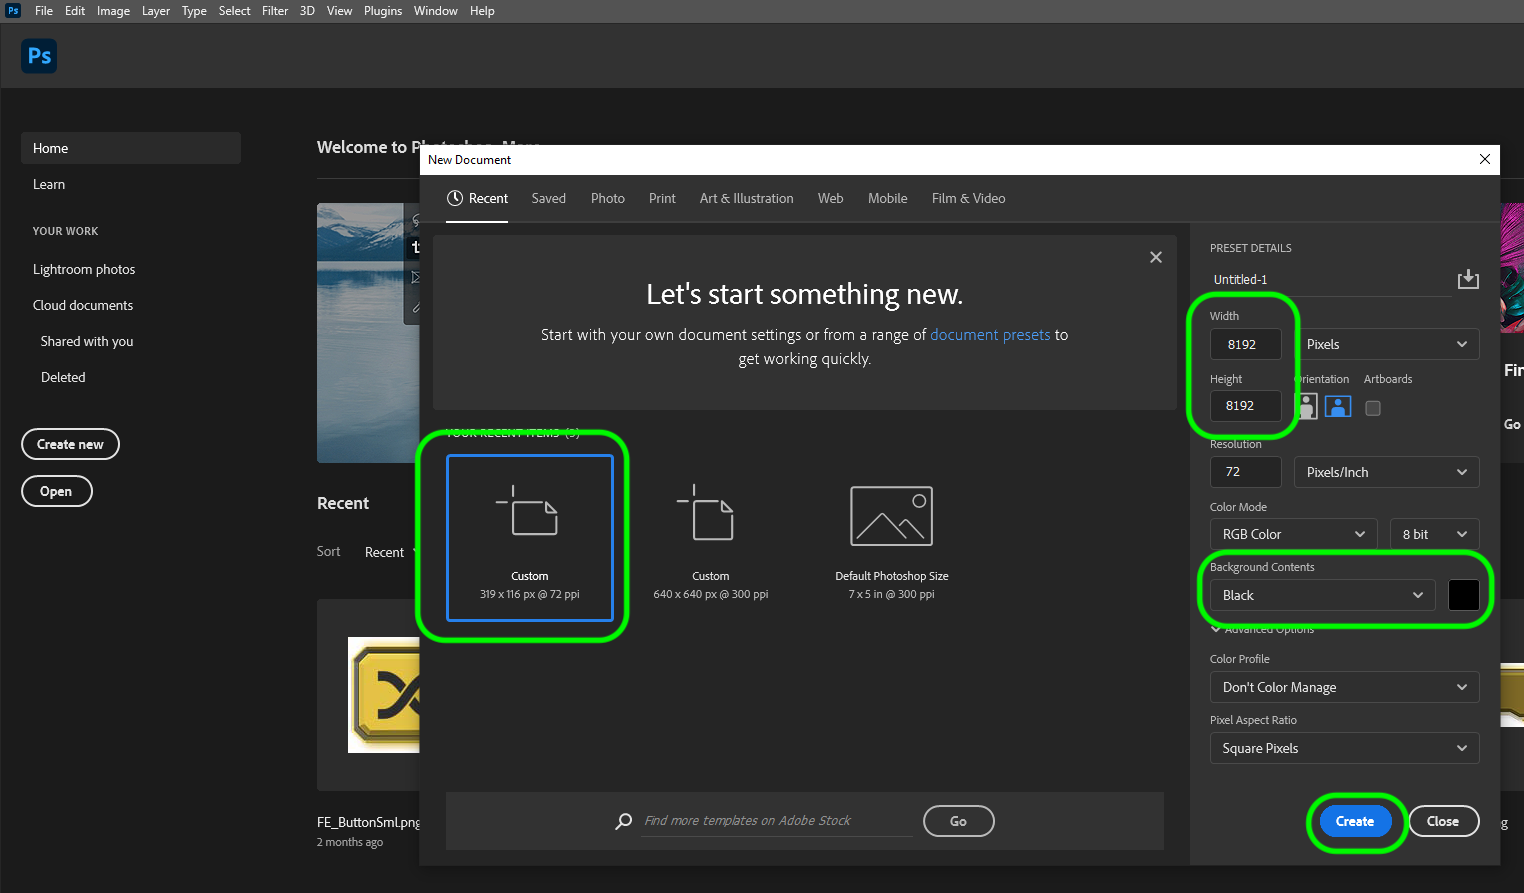 Ps File Edit Image Layer Type Select Filter 3D View Plugins Window Help
Ps
Home
Learn
YOUR WORK
Lightroom photos
Cloud documents
Shared with you
Deleted
Create new
Open
Welcome to
Recent
Sort Recent
FE_ButtonSml.png
2 months ago
New Document
Recent Saved Photo Print Art & Illustration Web Mobile Film & Video
Let's start something new.
Start with your own document settings or from a range of document presets to
get working quickly.
YOUR RECENT ITEMS (3)
Custom
319 x 116 px @ 72 ppi
Custom
640 x 640 px @ 300 ppi
Default Photoshop Size
7 x 5 in @ 300 ppi
Find more templates on Adobe Stock
Go
PRESET DETAILS
Untitled-1
Width
8192 Pixels
Height Orientation Artboards
8192
Resolution
72 Pixels/Inch
Color Mode
RGB Color 8 bit
Background Contents
Black
Advanced Options
Color Profile
Don't Color Manage
Pixel Aspect Ratio
Square Pixels
Create Close
Fin
Go
g